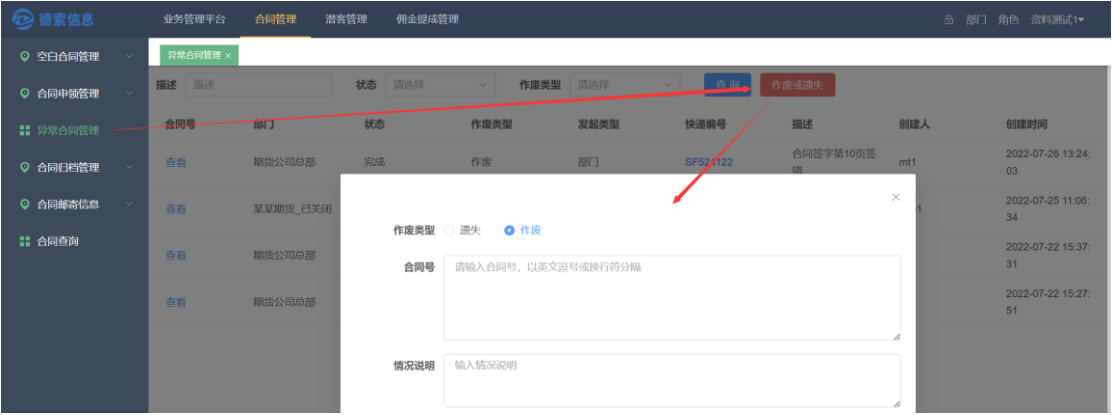 德索信息
业务管理平台 合同管理 潜客管理 佣金提成管理 部门 角色 资料测试1
空白合同管理 异常合同管理 ×
描述 描述 状态 请选择 作废类型 请选择 查询 作废或遗失
合同申领管理
合同号 部门 状态 作废类型 发起类型 快递编号 描述 创建人 创建时间
异常合同管理
查看 期货公司总部 完成 作废 部门 SF524122 合同签字第10页签错 mt1 2022-07-26 13:24:03
合同归档管理
查看 某某期货_已关闭 2022-07-25 11:06:34
合同邮寄信息
合同查询
查看 期货公司总部 2022-07-22 15:37:31
查看 期货公司总部 2022-07-22 15:27:51
作废类型 遗失 作废
合同号 请输入合同号，以英文逗号或换行符分隔
情况说明 输入情况说明